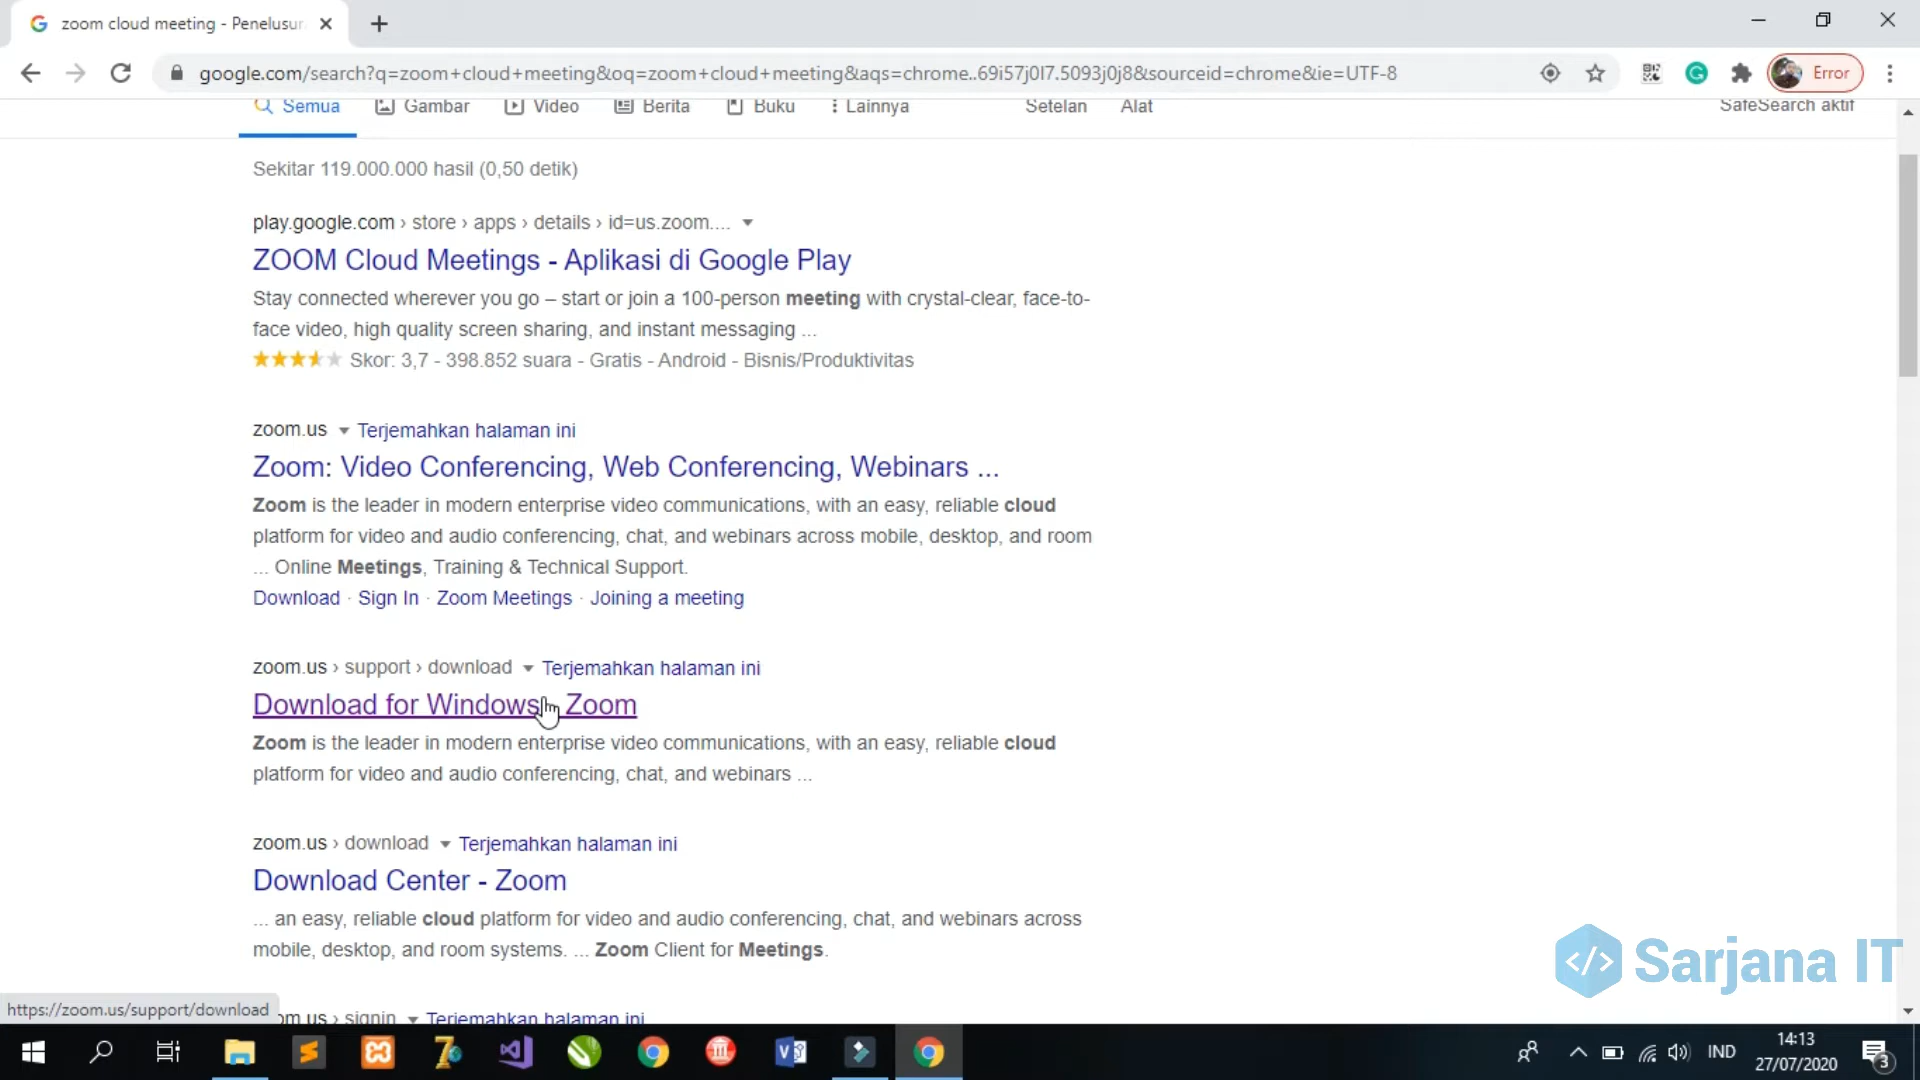 zoom cloud meeting - Penelusur
google.com/search?q=zoom+cloud+meeting&oq=zoom+cloud+meeting&aqs=chrome..69i57j0l7.5093j0j8&sourceid=chrome&ie=UTF-8
Error
Semua Gambar Video Berita Buku Lainnya Setelan Alat SafeSearch aktif
Sekitar 119.000.000 hasil (0,50 detik)
play.google.com › store › apps › details › id=us.zoom....
ZOOM Cloud Meetings - Aplikasi di Google Play
Stay connected wherever you go – start or join a 100-person meeting with crystal-clear, face-to-
face video, high quality screen sharing, and instant messaging ...
Skor: 3,7 - 398.852 suara - Gratis - Android - Bisnis/Produktivitas
zoom.us Terjemahkan halaman ini
Zoom: Video Conferencing, Web Conferencing, Webinars ...
Zoom is the leader in modern enterprise video communications, with an easy, reliable cloud
platform for video and audio conferencing, chat, and webinars across mobile, desktop, and room
... Online Meetings, Training & Technical Support.
Download · Sign In · Zoom Meetings · Joining a meeting
zoom.us › support › download Terjemahkan halaman ini
Download for Windows Zoom
Zoom is the leader in modern enterprise video communications, with an easy, reliable cloud
platform for video and audio conferencing, chat, and webinars ...
zoom.us › download Terjemahkan halaman ini
Download Center - Zoom
... an easy, reliable cloud platform for video and audio conferencing, chat, and webinars across
mobile, desktop, and room systems. ... Zoom Client for Meetings.
</> Sarjana IT
https://zoom.us/support/download
om.us › signin Terjemahkan halaman ini
IND
14:13
27/07/2020
3